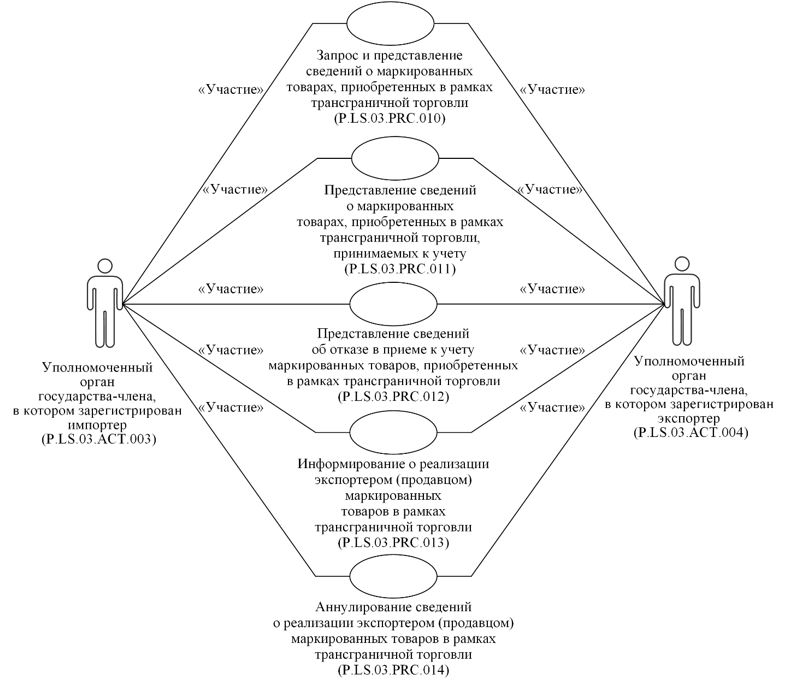 Запрос и представление
сведений о маркированных
товарах, приобретенных в рамках
трансграничной торговли
(P.LS.03.PRC.010)
«Участие»
«Участие»
Представление сведений
о маркированных
товарах, приобретенных в рамках
трансграничной торговли,
принимаемых к учету
(P.LS.03.PRC.011)
«Участие»
«Участие»
«Участие»
«Участие»
Представление сведений
об отказе в приеме к учету
маркированных товаров, приобретенных
в рамках трансграничной торговли
(P.LS.03.PRC.012)
«Участие»
«Участие»
Уполномоченный
орган
государства-члена,
в котором зарегистрирован
импортер
(P.LS.03.ACT.003)
Уполномоченный
орган
государства-члена,
в котором зарегистрирован
экспортер
(P.LS.03.ACT.004)
«Участие»
«Участие»
Информирование о реализации
экспортером (продавцом)
маркированных
товаров в рамках
трансграничной торговли
(P.LS.03.PRC.013)
Аннулирование сведений
о реализации экспортером (продавцом)
маркированных товаров в рамках
трансграничной торговли
(P.LS.03.PRC.014)